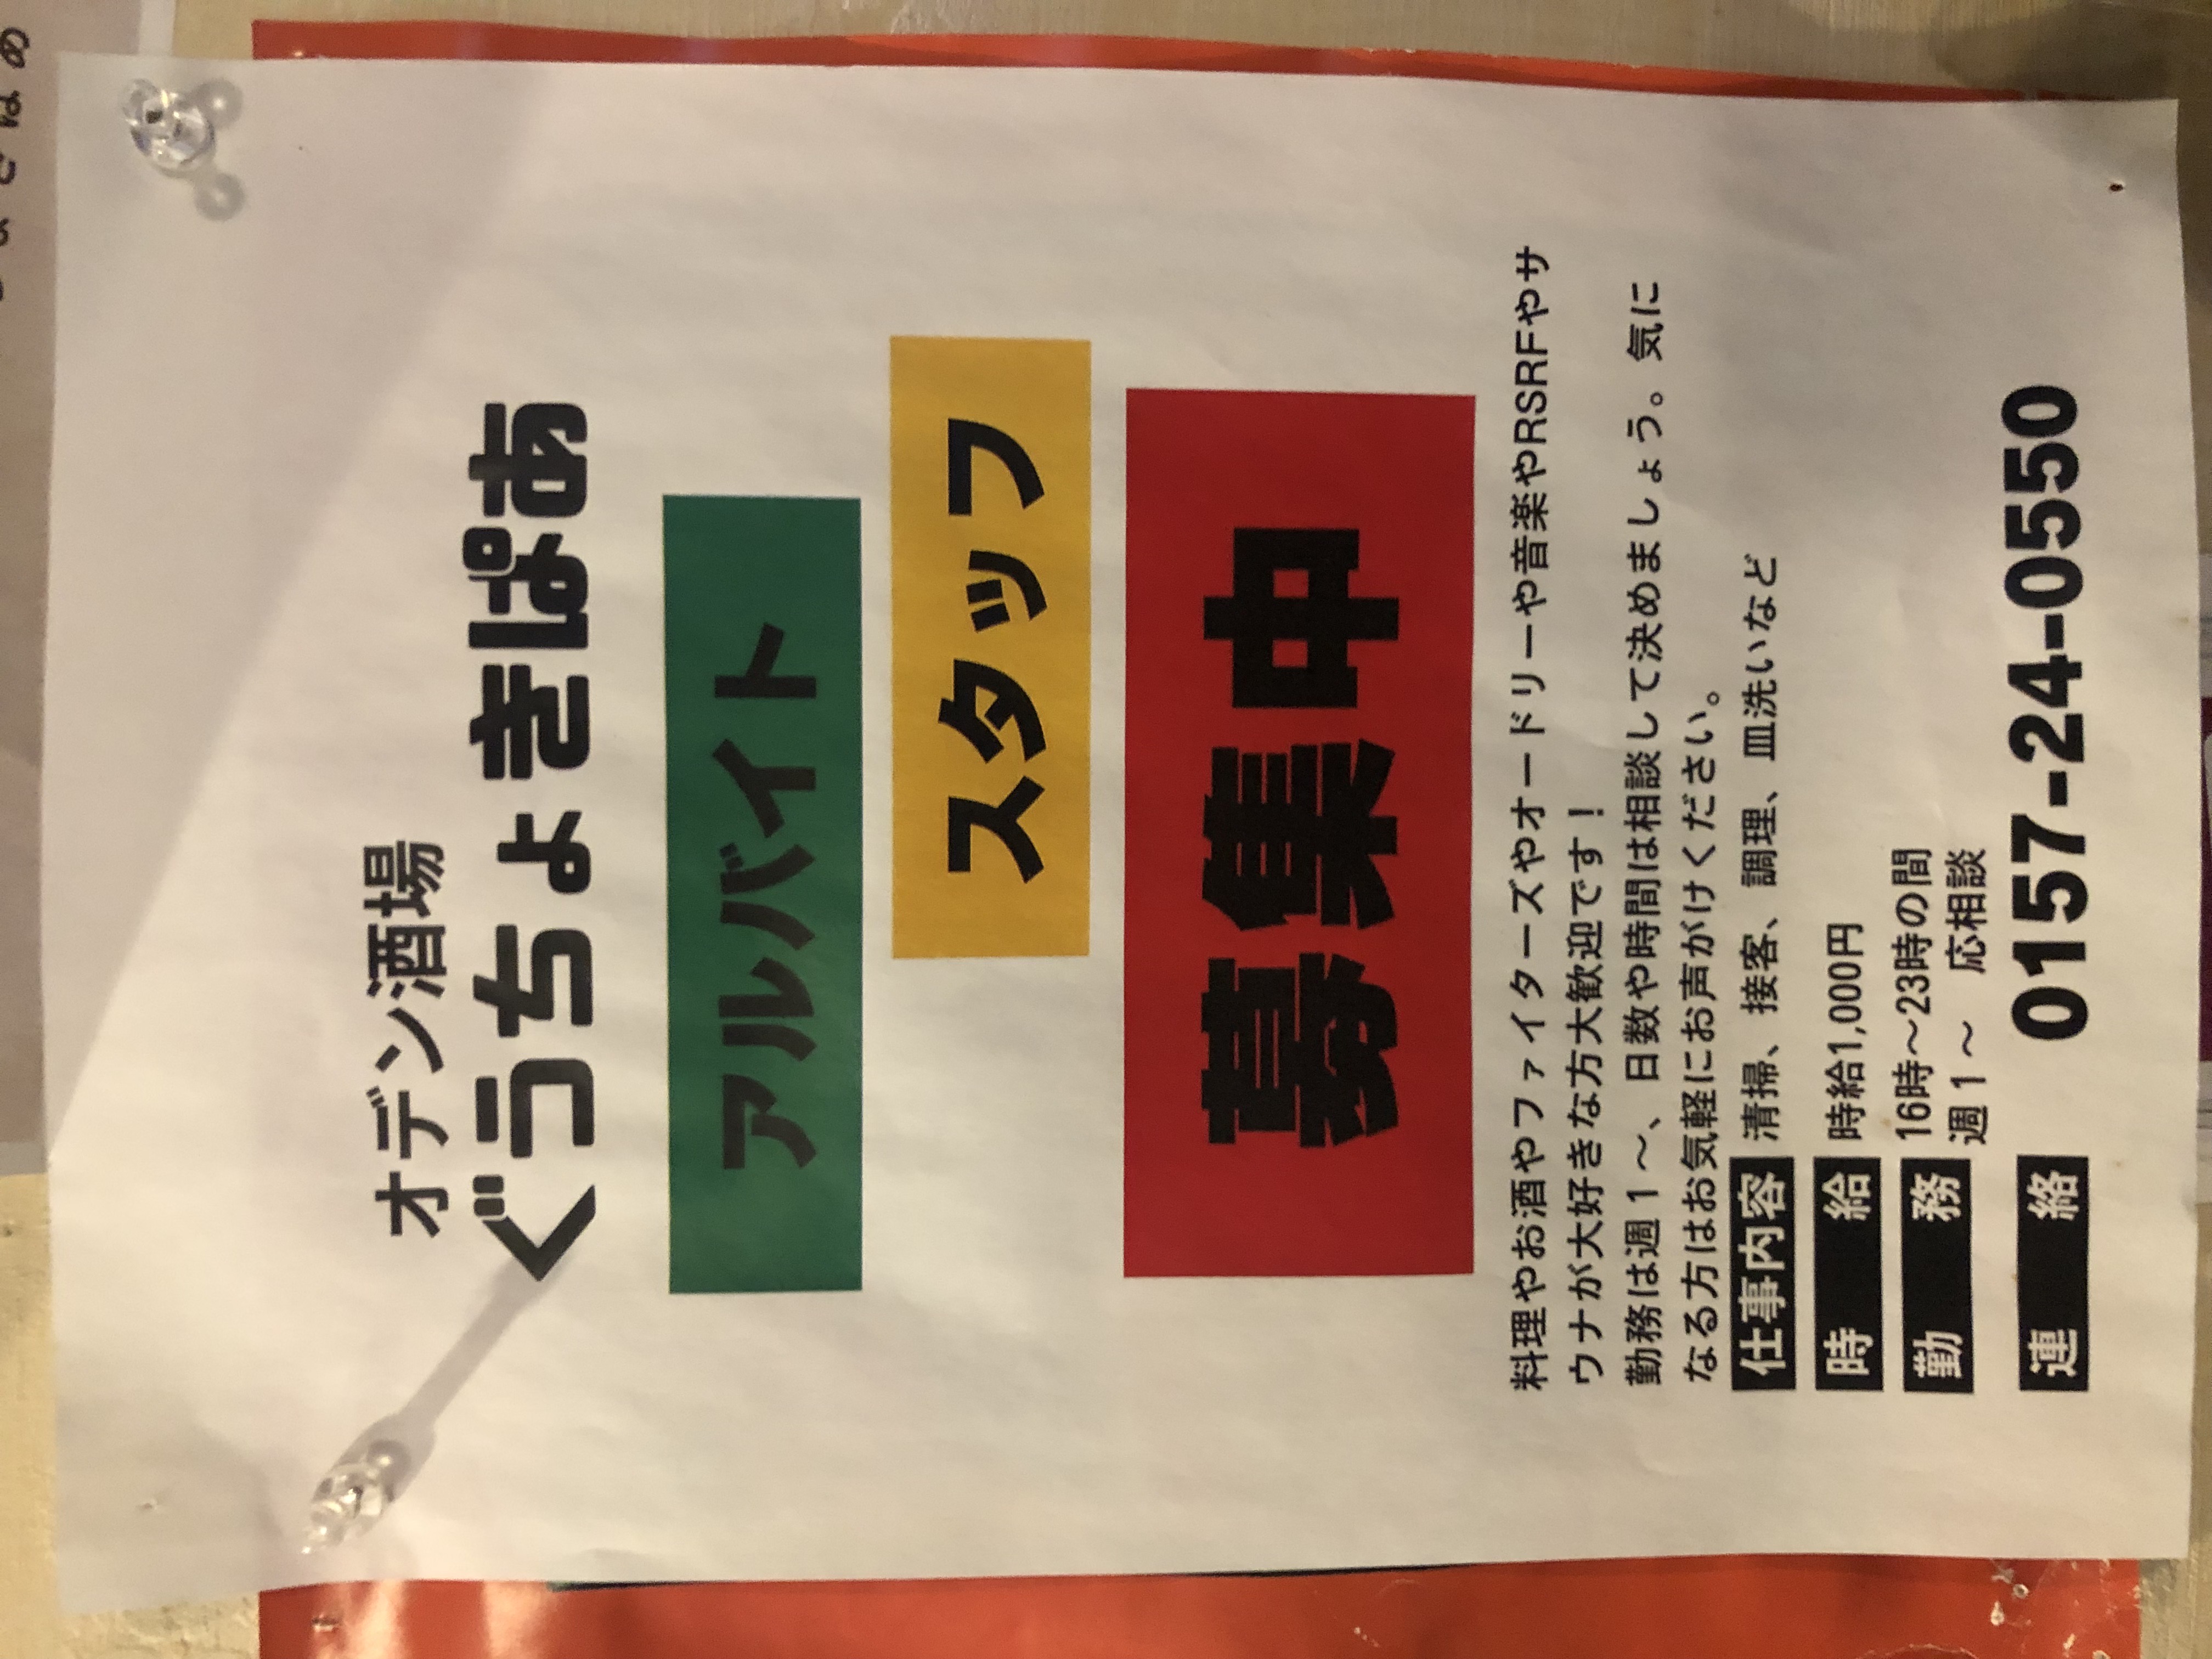 オデン酒場
ぐうちょきぱあ
アルバイト
スタッフ
募集中
料理やお酒やファイターズやオードリーや音楽やRSRFやサ
ウナが大好きな方大歓迎です！
勤務は週1～、日数や時間は相談して決めましょう。気に
なる方はお気軽にお声がけください。
仕事内容 清掃、接客、調理、皿洗いなど
時給 時給1,000円
勤務 16時～23時の間
週1～ 応相談
連絡 0157-24-0550